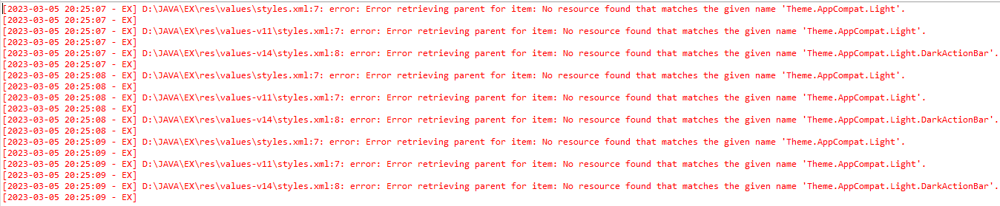 [2023-03-05 20:25:07 - EX] D:\JAVA\EX\res\values\styles.xml:7: error: Error retrieving parent for item: No resource found that matches the given name 'Theme.AppCompat.Light'.
[2023-03-05 20:25:07 - EX]
[2023-03-05 20:25:07 - EX] D:\JAVA\EX\res\values-v11\styles.xml:7: error: Error retrieving parent for item: No resource found that matches the given name 'Theme.AppCompat.Light'.
[2023-03-05 20:25:07 - EX]
[2023-03-05 20:25:07 - EX] D:\JAVA\EX\res\values-v14\styles.xml:8: error: Error retrieving parent for item: No resource found that matches the given name 'Theme.AppCompat.Light.DarkActionBar'.
[2023-03-05 20:25:07 - EX]
[2023-03-05 20:25:08 - EX] D:\JAVA\EX\res\values\styles.xml:7: error: Error retrieving parent for item: No resource found that matches the given name 'Theme.AppCompat.Light'.
[2023-03-05 20:25:08 - EX]
[2023-03-05 20:25:08 - EX] D:\JAVA\EX\res\values-v11\styles.xml:7: error: Error retrieving parent for item: No resource found that matches the given name 'Theme.AppCompat.Light'.
[2023-03-05 20:25:08 - EX]
[2023-03-05 20:25:08 - EX] D:\JAVA\EX\res\values-v14\styles.xml:8: error: Error retrieving parent for item: No resource found that matches the given name 'Theme.AppCompat.Light.DarkActionBar'.
[2023-03-05 20:25:08 - EX]
[2023-03-05 20:25:09 - EX] D:\JAVA\EX\res\values\styles.xml:7: error: Error retrieving parent for item: No resource found that matches the given name 'Theme.AppCompat.Light'.
[2023-03-05 20:25:09 - EX]
[2023-03-05 20:25:09 - EX] D:\JAVA\EX\res\values-v11\styles.xml:7: error: Error retrieving parent for item: No resource found that matches the given name 'Theme.AppCompat.Light'.
[2023-03-05 20:25:09 - EX]
[2023-03-05 20:25:09 - EX] D:\JAVA\EX\res\values-v14\styles.xml:8: error: Error retrieving parent for item: No resource found that matches the given name 'Theme.AppCompat.Light.DarkActionBar'.
[2023-03-05 20:25:09 - EX]